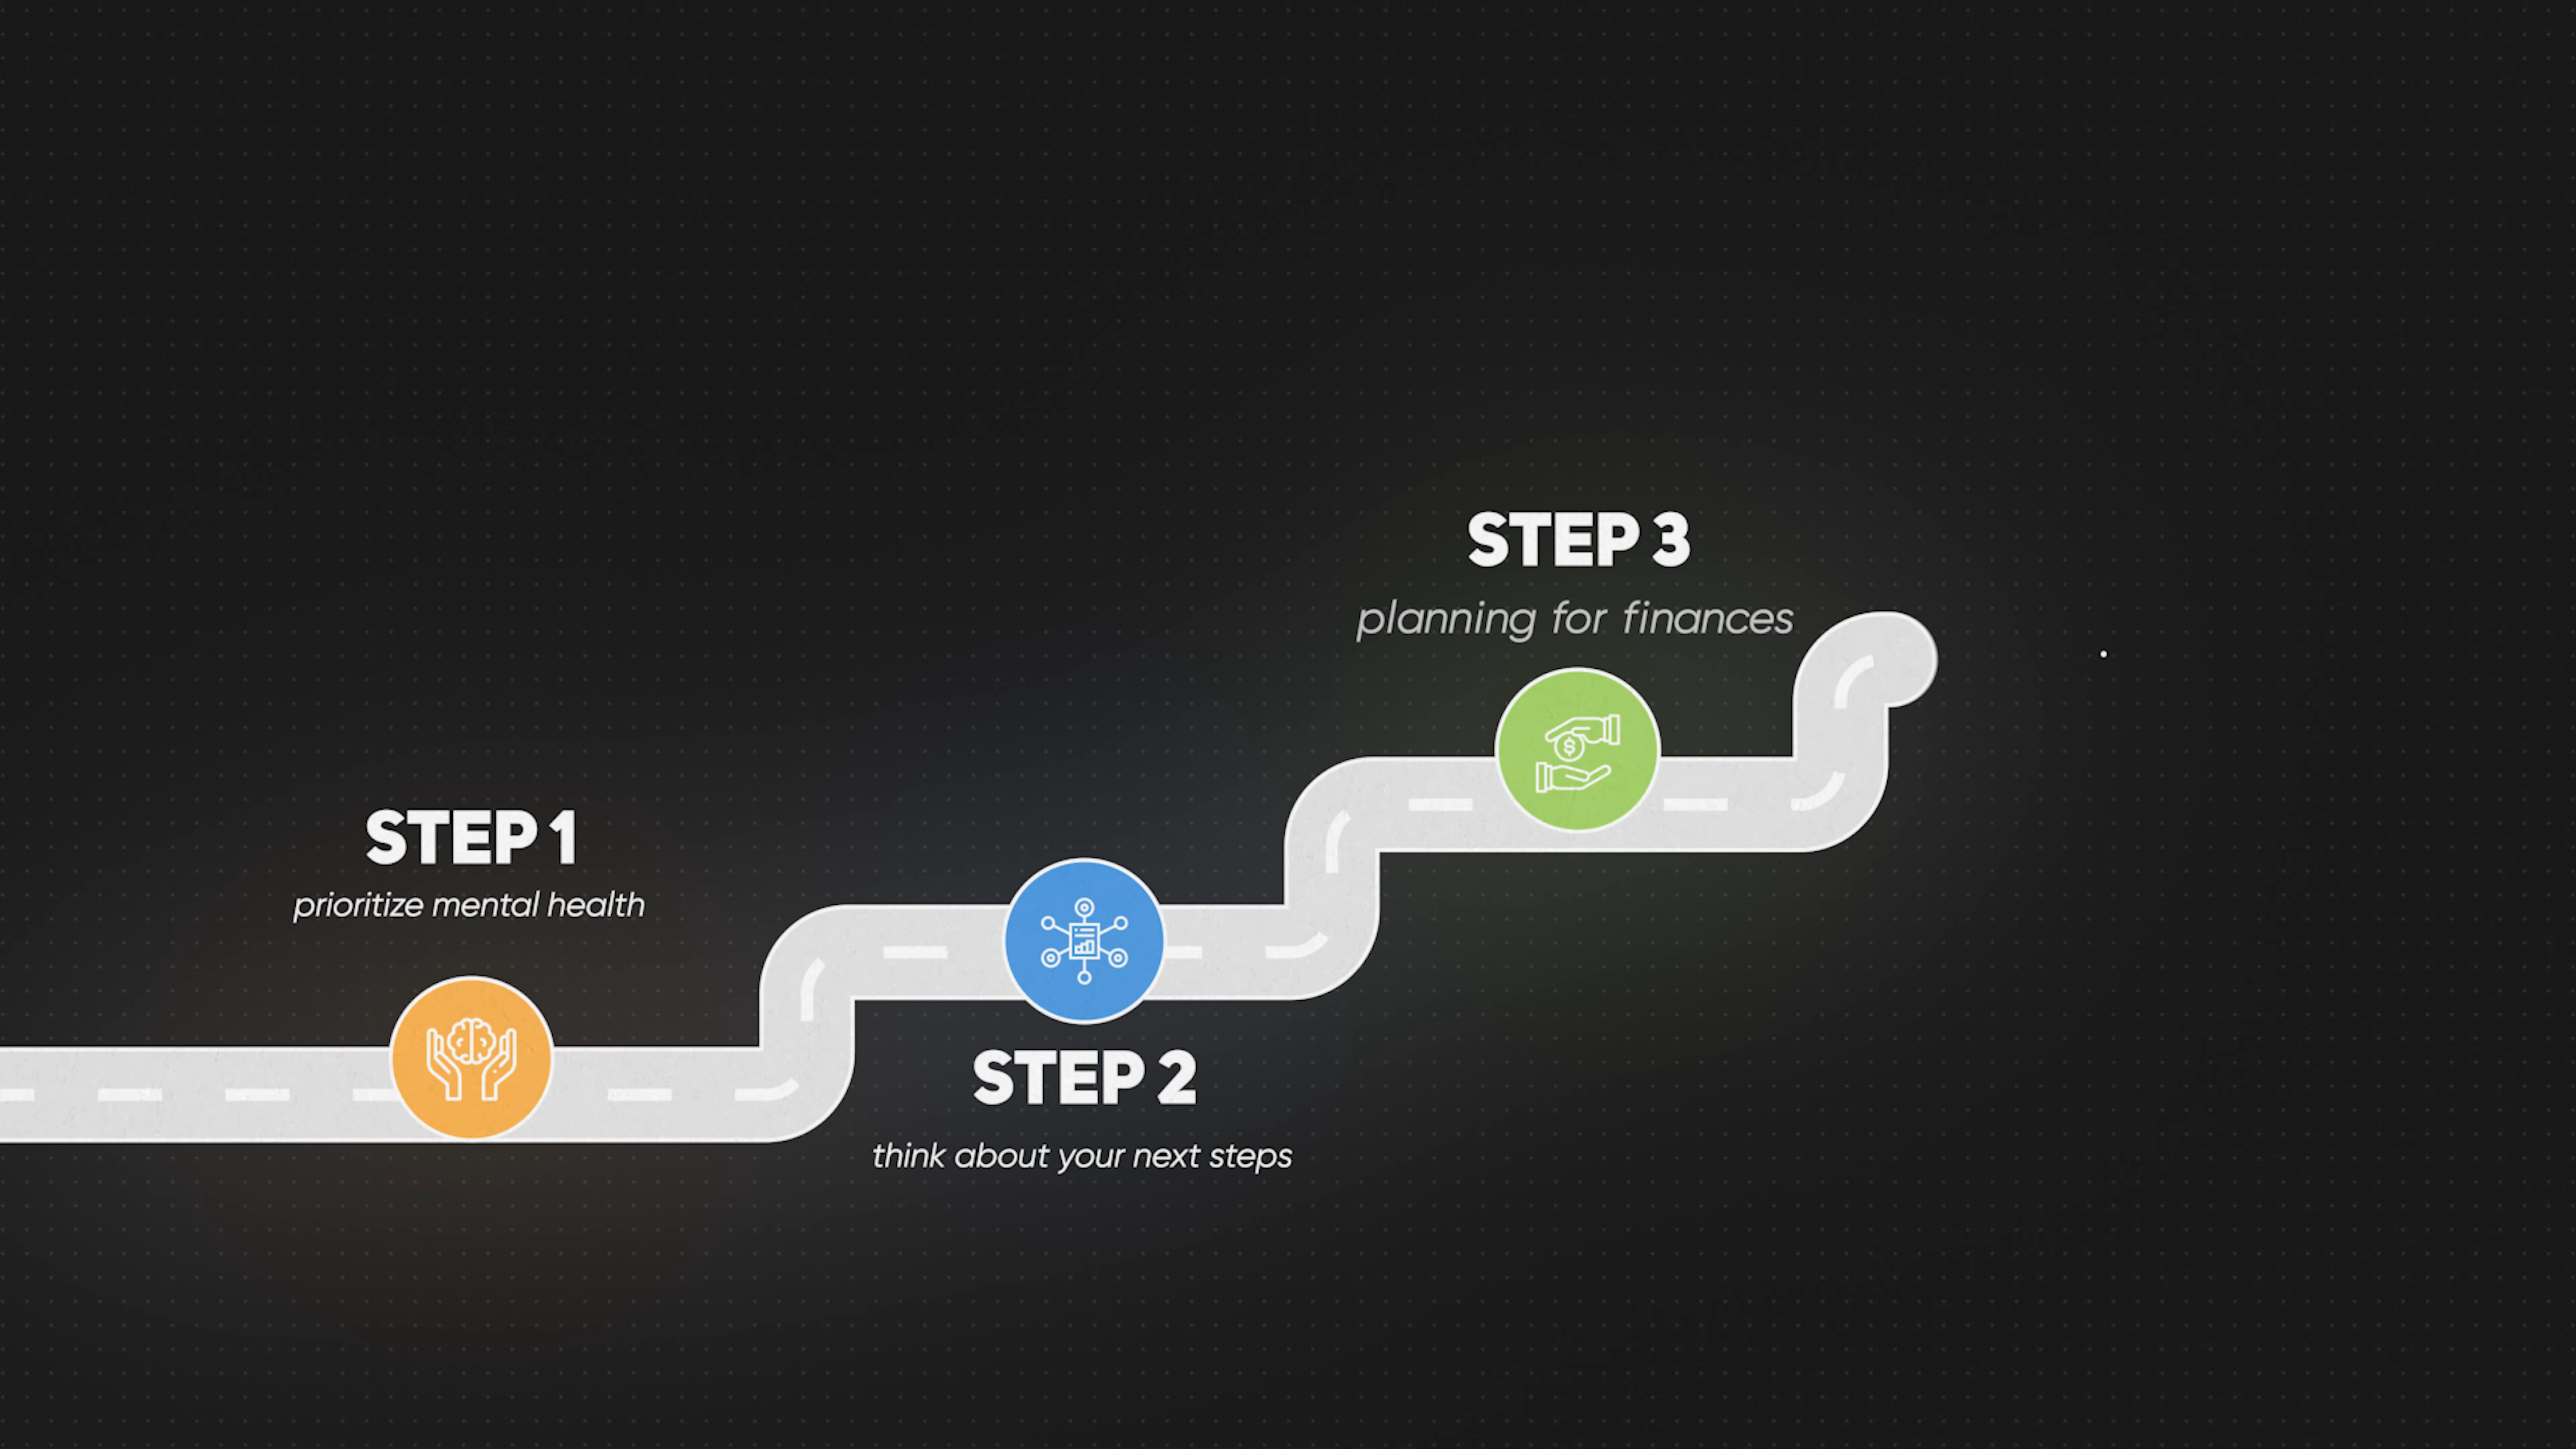 STEP 1
prioritize mental health
STEP 2
think about your next steps
STEP 3
planning for finances
$